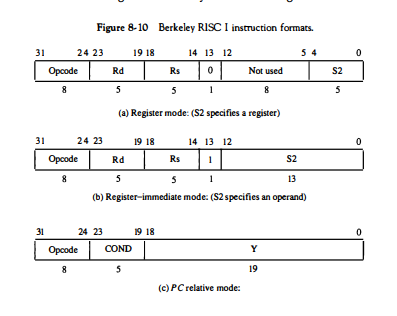 Figure 8-10 Berkeley RISC I instruction formats.
31 24 23 19 18 14 13 12 5 4 0
Opcode Rd Rs 0 Not used S2
8 5 5 1 8 5
(a) Register mode: (S2 specifies a register)
31 24 23 19 18 14 13 12 0
Opcode Rd Rs 1 S2
8 5 5 1 13
(b) Register–immediate mode: (S2 specifies an operand)
31 24 23 19 18 0
Opcode COND Y
8 5 19
(c) PC relative mode: